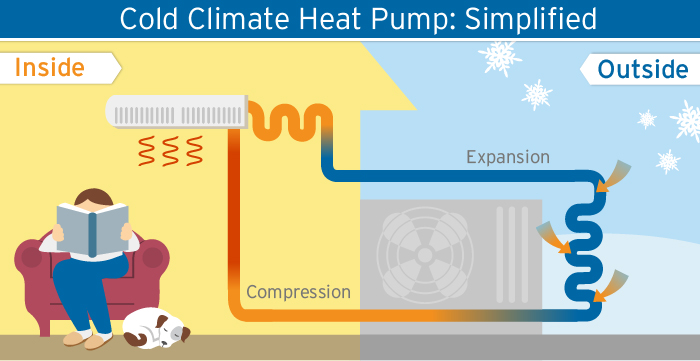 Cold Climate Heat Pump: Simplified
Inside
Outside
Expansion
Compression